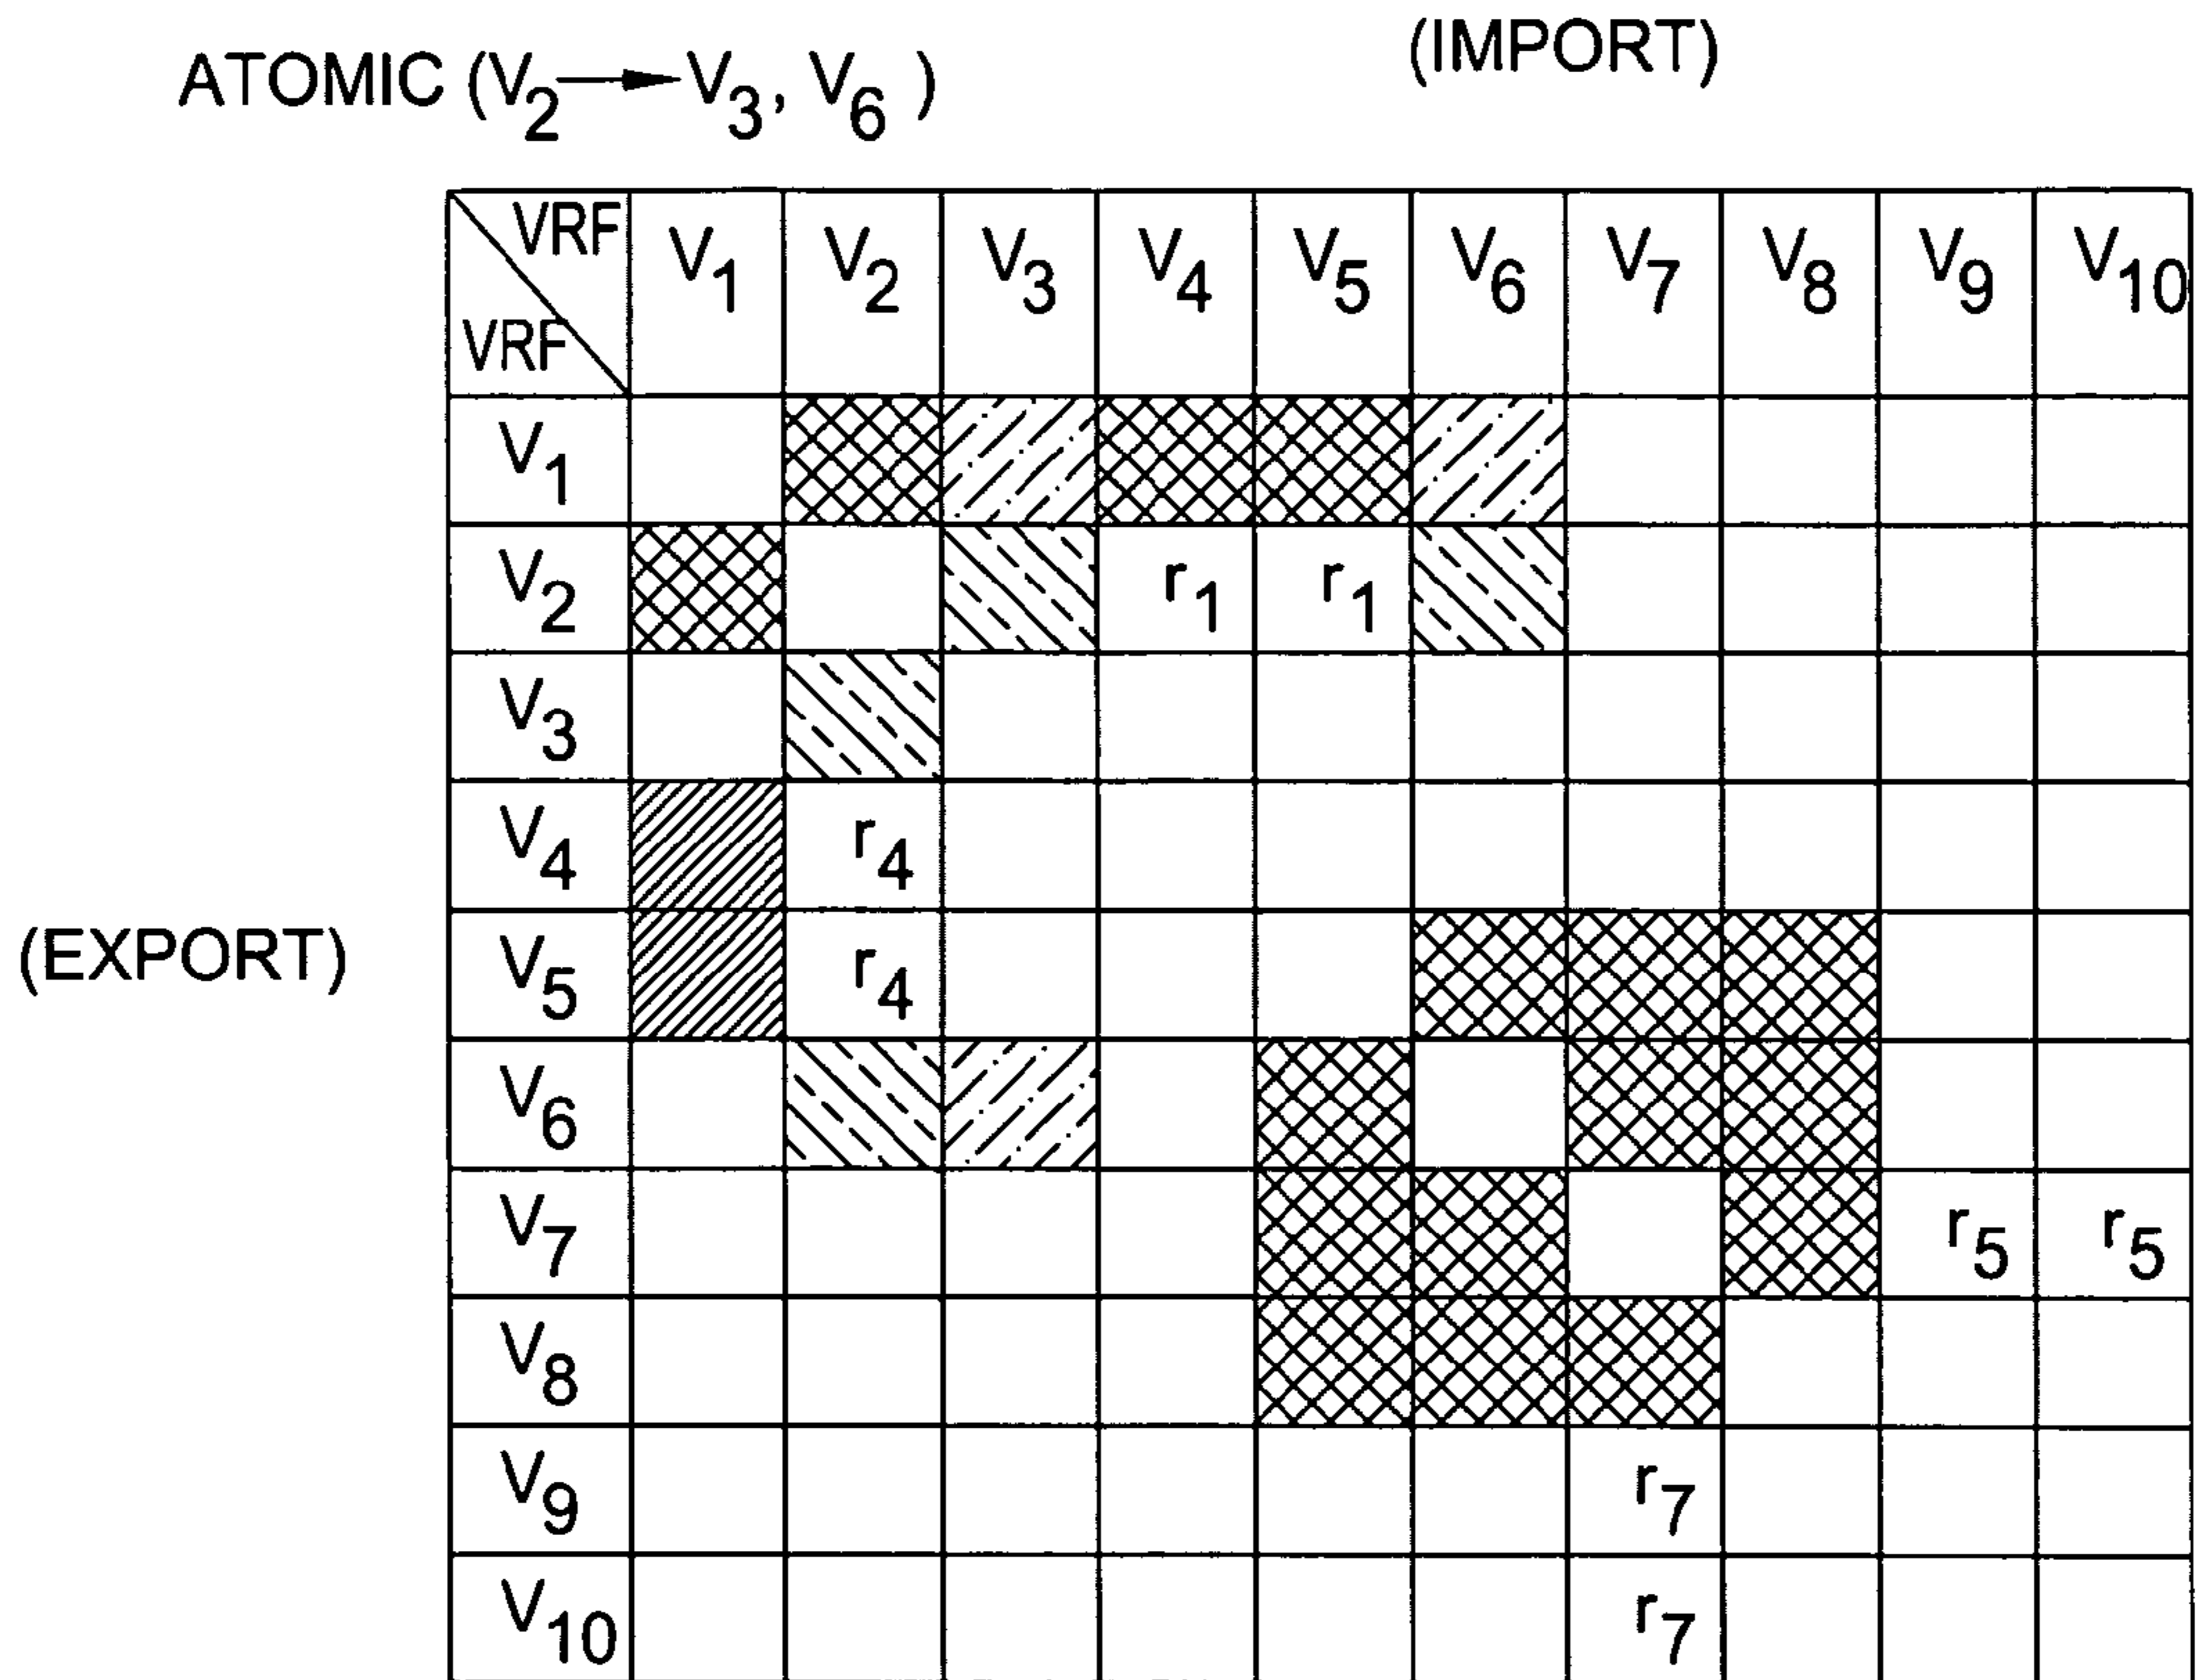 (IMPORT)
ATOMIC (V2 → V3, V6 )
VRF V1 V2 V3 V4 V5 V6 V7 V8 V9 V10
VRF
V1
V2 r1 r1
V3
V4 r4
(EXPORT) V5 r4
V6
V7 r5 r5
V8
V9 r7
V10 r7